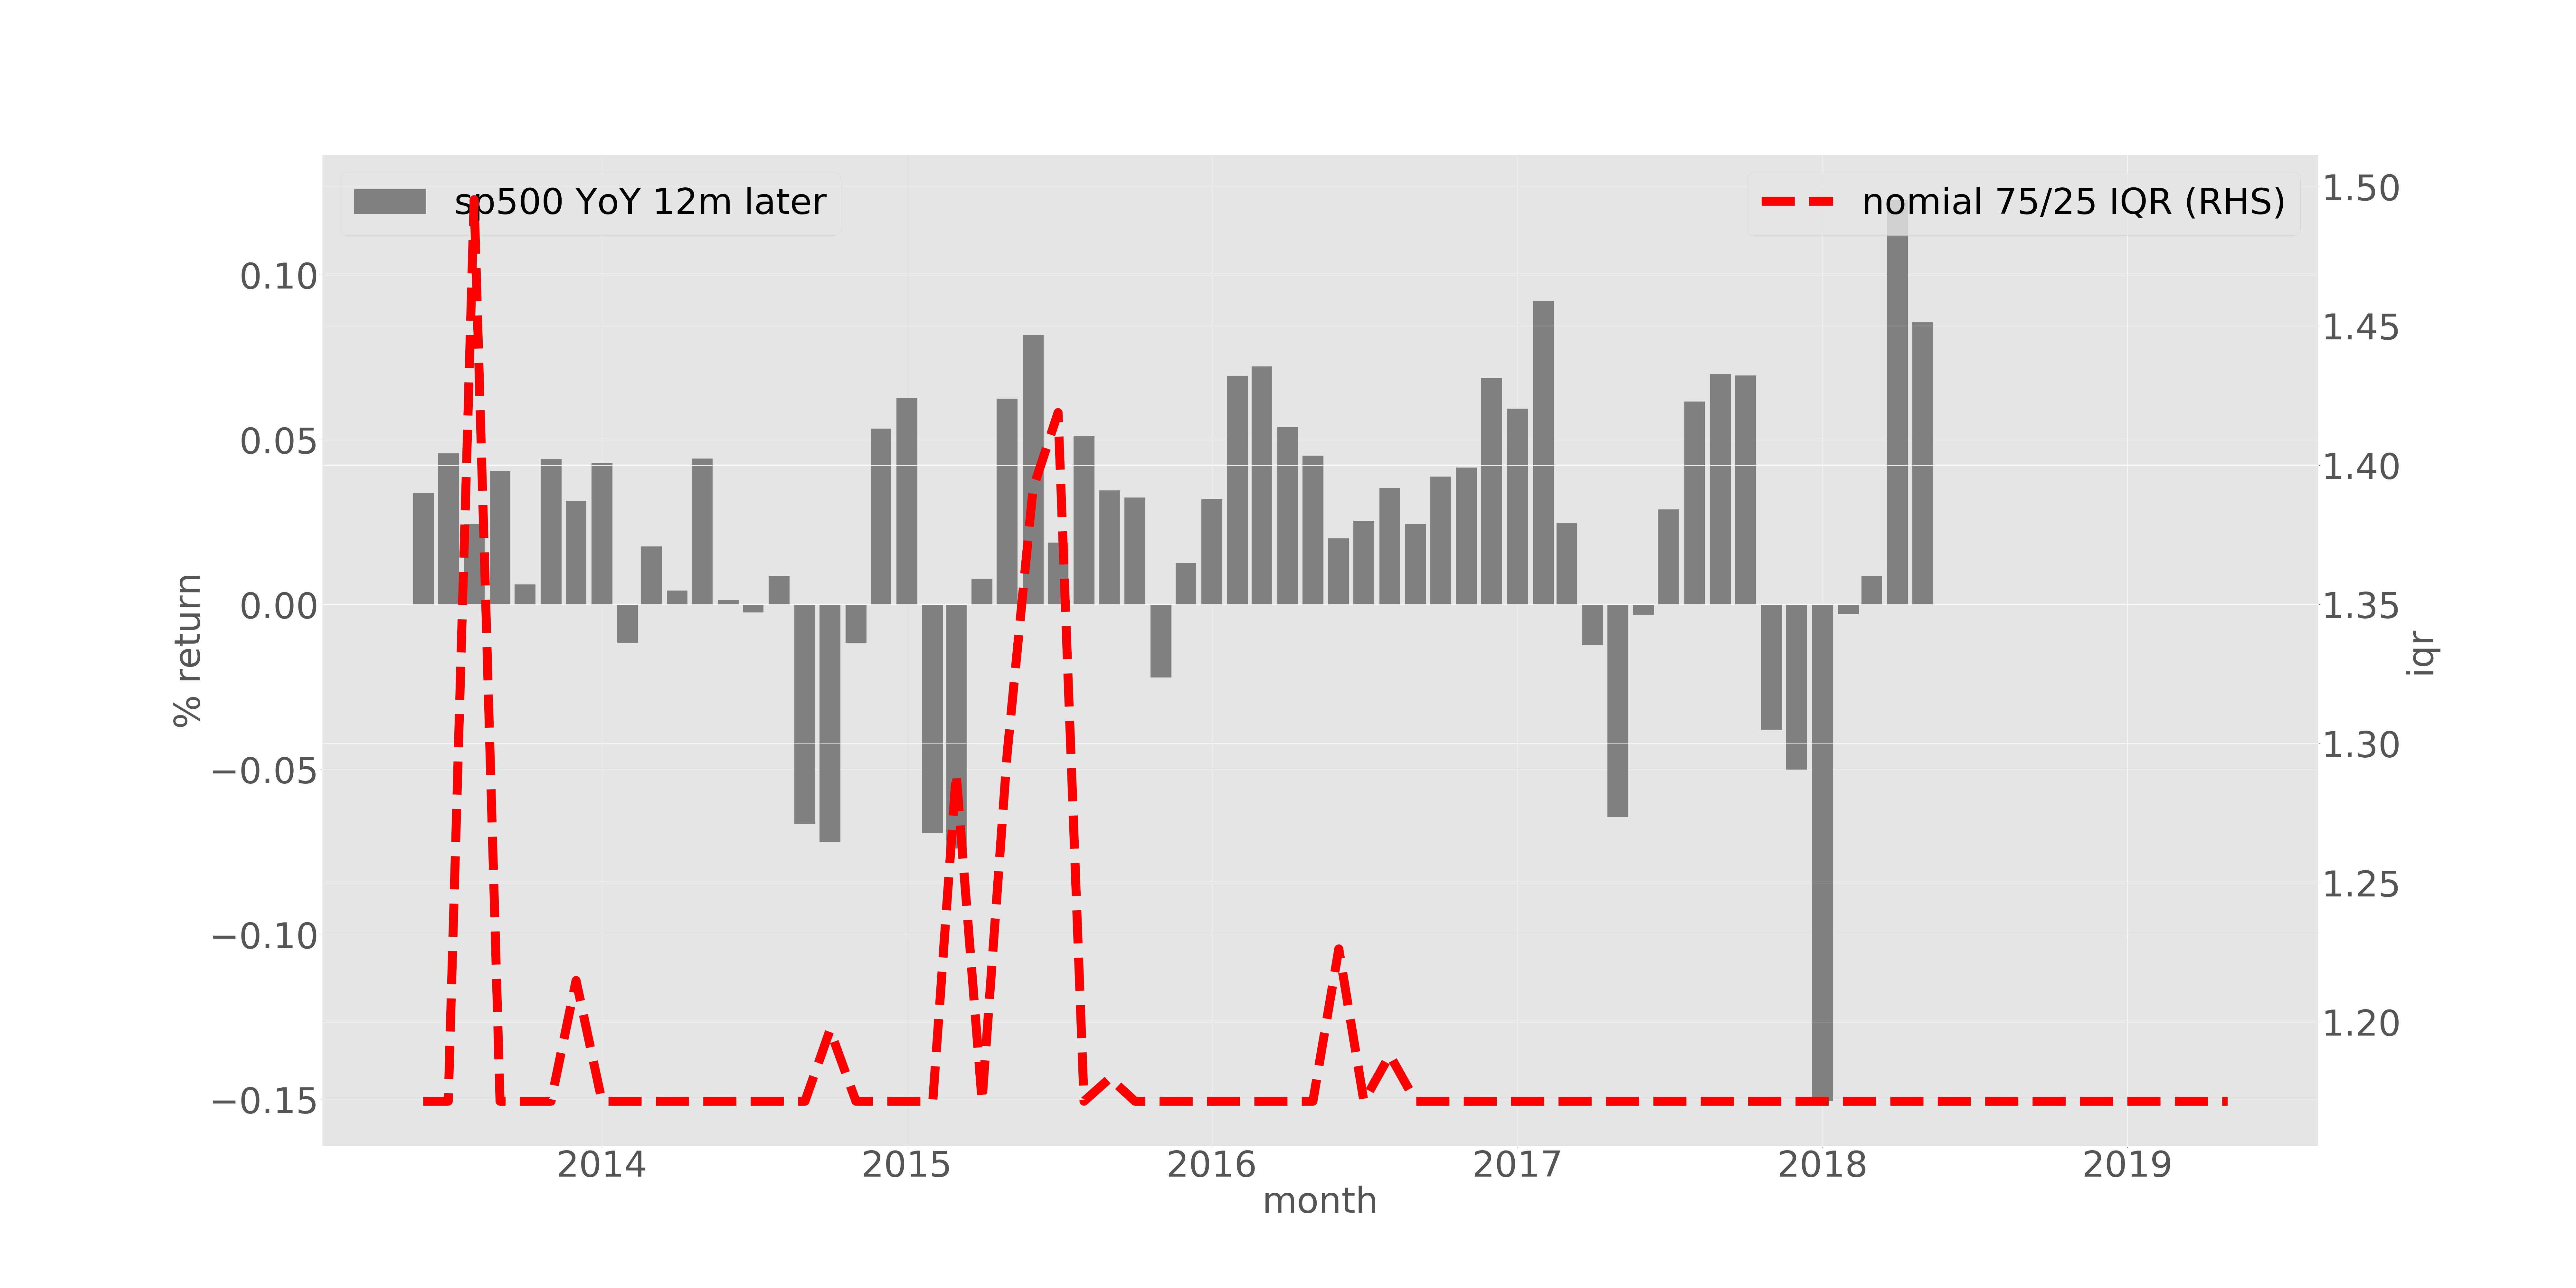 sp500 YoY 12m later
nomial 75/25 IQR (RHS)
0.10
0.05
0.00
−0.05
−0.10
−0.15
% return
1.50
1.45
1.40
1.35
1.30
1.25
1.20
iqr
2014 2015 2016 2017 2018 2019
month